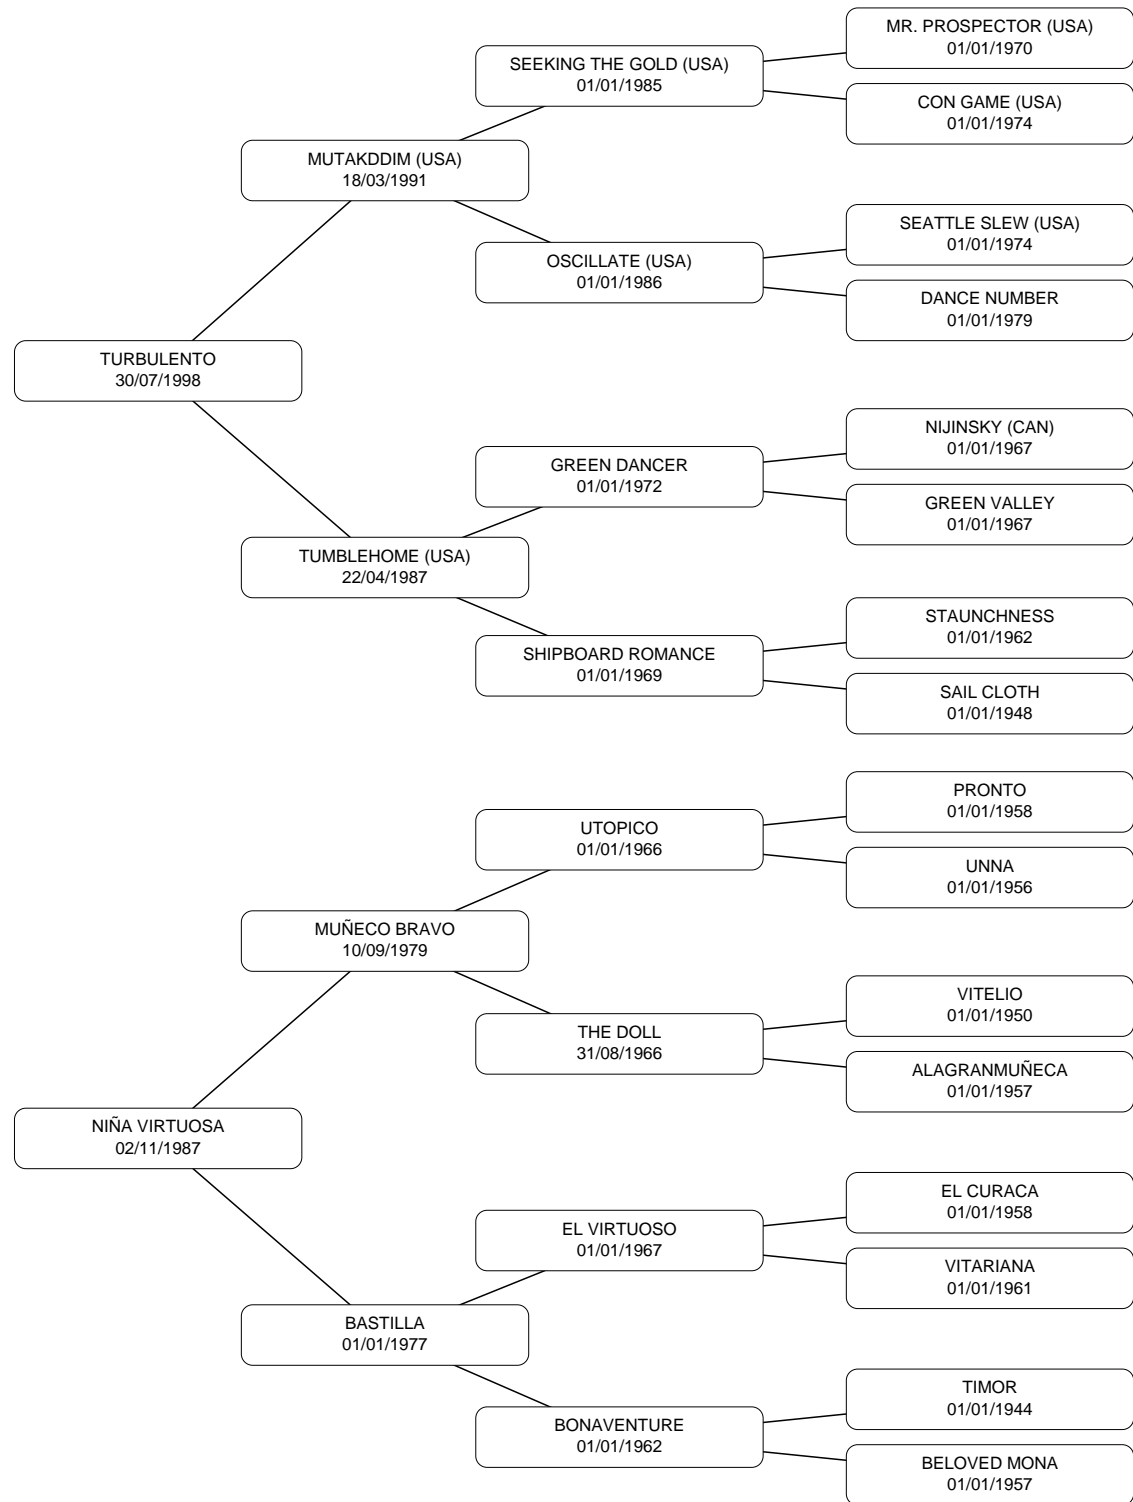 MR. PROSPECTOR (USA)
01/01/1970
SEEKING THE GOLD (USA)
01/01/1985
CON GAME (USA)
01/01/1974
MUTAKDDIM (USA)
18/03/1991
SEATTLE SLEW (USA)
01/01/1974
OSCILLATE (USA)
01/01/1986
DANCE NUMBER
01/01/1979
TURBULENTO
30/07/1998
NIJINSKY (CAN)
01/01/1967
GREEN DANCER
01/01/1972
GREEN VALLEY
01/01/1967
TUMBLEHOME (USA)
22/04/1987
STAUNCHNESS
01/01/1962
SHIPBOARD ROMANCE
01/01/1969
SAIL CLOTH
01/01/1948
PRONTO
01/01/1958
UTOPICO
01/01/1966
UNNA
01/01/1956
MUÑECO BRAVO
10/09/1979
VITELIO
01/01/1950
THE DOLL
31/08/1966
ALAGRANMUÑECA
01/01/1957
NIÑA VIRTUOSA
02/11/1987
EL CURACA
01/01/1958
EL VIRTUOSO
01/01/1967
VITARIANA
01/01/1961
BASTILLA
01/01/1977
TIMOR
01/01/1944
BONAVENTURE
01/01/1962
BELOVED MONA
01/01/1957